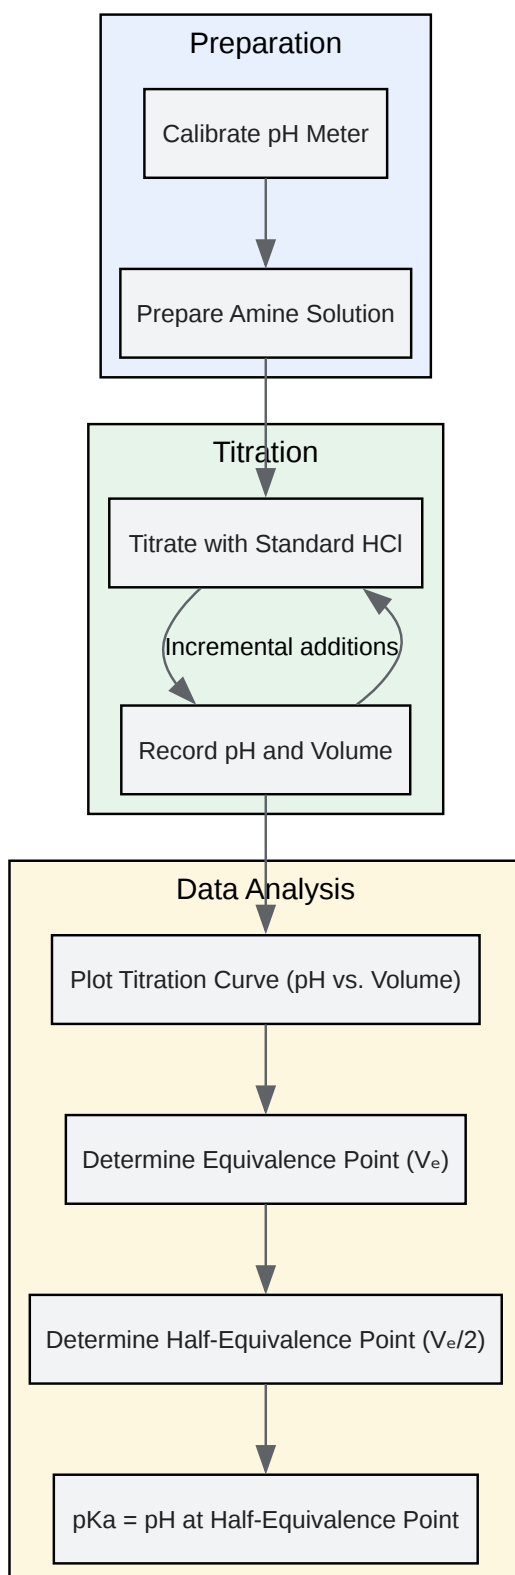 Preparation
Calibrate pH Meter
Prepare Amine Solution
Titration
Titrate with Standard HCl
Incremental additions
Record pH and Volume
Data Analysis
Plot Titration Curve (pH vs. Volume)
Determine Equivalence Point (Vₑ)
Determine Half-Equivalence Point (Vₑ/2)
pKa = pH at Half-Equivalence Point